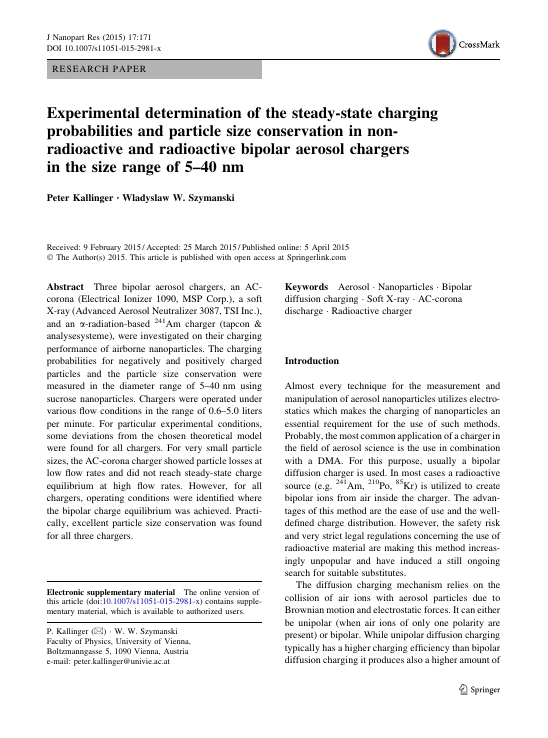 J Nanopart Res (2015) 17:171
DOI 10.1007/s11051-015-2981-x
CrossMark
RESEARCH PAPER
Experimental determination of the steady-state charging
probabilities and particle size conservation in non-
radioactive and radioactive bipolar aerosol chargers
in the size range of 5–40 nm
Peter Kallinger · Wladyslaw W. Szymanski
Received: 9 February 2015 / Accepted: 25 March 2015 / Published online: 5 April 2015
© The Author(s) 2015. This article is published with open access at Springerlink.com
Abstract Three bipolar aerosol chargers, an AC-
corona (Electrical Ionizer 1090, MSP Corp.), a soft
X-ray (Advanced Aerosol Neutralizer 3087, TSI Inc.),
and an α-radiation-based ²⁴¹Am charger (tapcon &
analysesysteme), were investigated on their charging
performance of airborne nanoparticles. The charging
probabilities for negatively and positively charged
particles and the particle size conservation were
measured in the diameter range of 5–40 nm using
sucrose nanoparticles. Chargers were operated under
various flow conditions in the range of 0.6–5.0 liters
per minute. For particular experimental conditions,
some deviations from the chosen theoretical model
were found for all chargers. For very small particle
sizes, the AC-corona charger showed particle losses at
low flow rates and did not reach steady-state charge
equilibrium at high flow rates. However, for all
chargers, operating conditions were identified where
the bipolar charge equilibrium was achieved. Practi-
cally, excellent particle size conservation was found
for all three chargers.
Electronic supplementary material The online version of
this article (doi:10.1007/s11051-015-2981-x) contains supple-
mentary material, which is available to authorized users.
P. Kallinger (✉) · W. W. Szymanski
Faculty of Physics, University of Vienna,
Boltzmanngasse 5, 1090 Vienna, Austria
e-mail: peter.kallinger@univie.ac.at
Keywords Aerosol · Nanoparticles · Bipolar
diffusion charging · Soft X-ray · AC-corona
discharge · Radioactive charger
Introduction
Almost every technique for the measurement and
manipulation of aerosol nanoparticles utilizes electro-
statics which makes the charging of nanoparticles an
essential requirement for the use of such methods.
Probably, the most common application of a charger in
the field of aerosol science is the use in combination
with a DMA. For this purpose, usually a bipolar
diffusion charger is used. In most cases a radioactive
source (e.g. ²⁴¹Am, ²¹⁰Po, ⁸⁵Kr) is utilized to create
bipolar ions from air inside the charger. The advan-
tages of this method are the ease of use and the well-
defined charge distribution. However, the safety risk
and very strict legal regulations concerning the use of
radioactive material are making this method increas-
ingly unpopular and have induced a still ongoing
search for suitable substitutes.
The diffusion charging mechanism relies on the
collision of air ions with aerosol particles due to
Brownian motion and electrostatic forces. It can either
be unipolar (when air ions of only one polarity are
present) or bipolar. While unipolar diffusion charging
typically has a higher charging efficiency than bipolar
diffusion charging it produces also a higher amount of
Springer